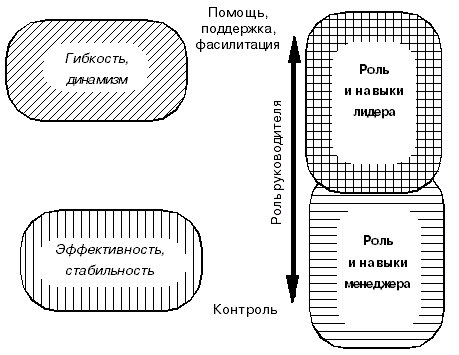 Помощь,
поддержка,
фасилитация
Гибкость,
динамизм
Роль
и навыки
лидера
Роль руководителя
Эффективность,
стабильность
Роль
и навыки
менеджера
Контроль